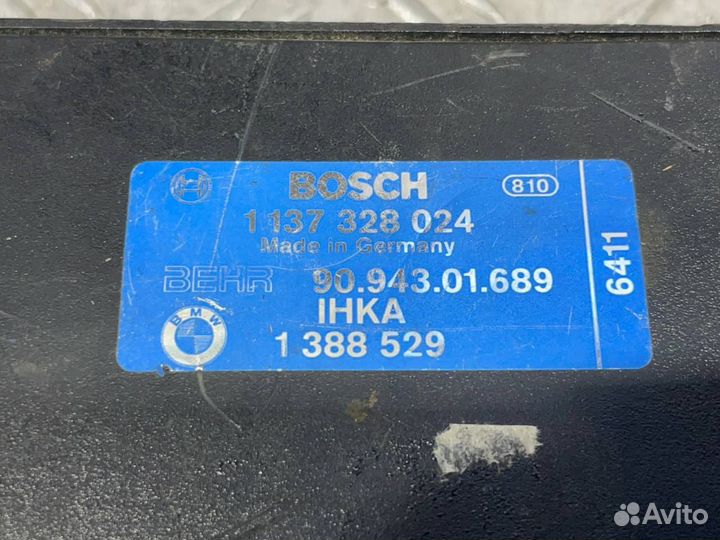 BOSCH
810
1 137 328 024
Made in Germany
BEHR 90.943.01.689
IHKA
BMW
1 388 529
6411
Avito